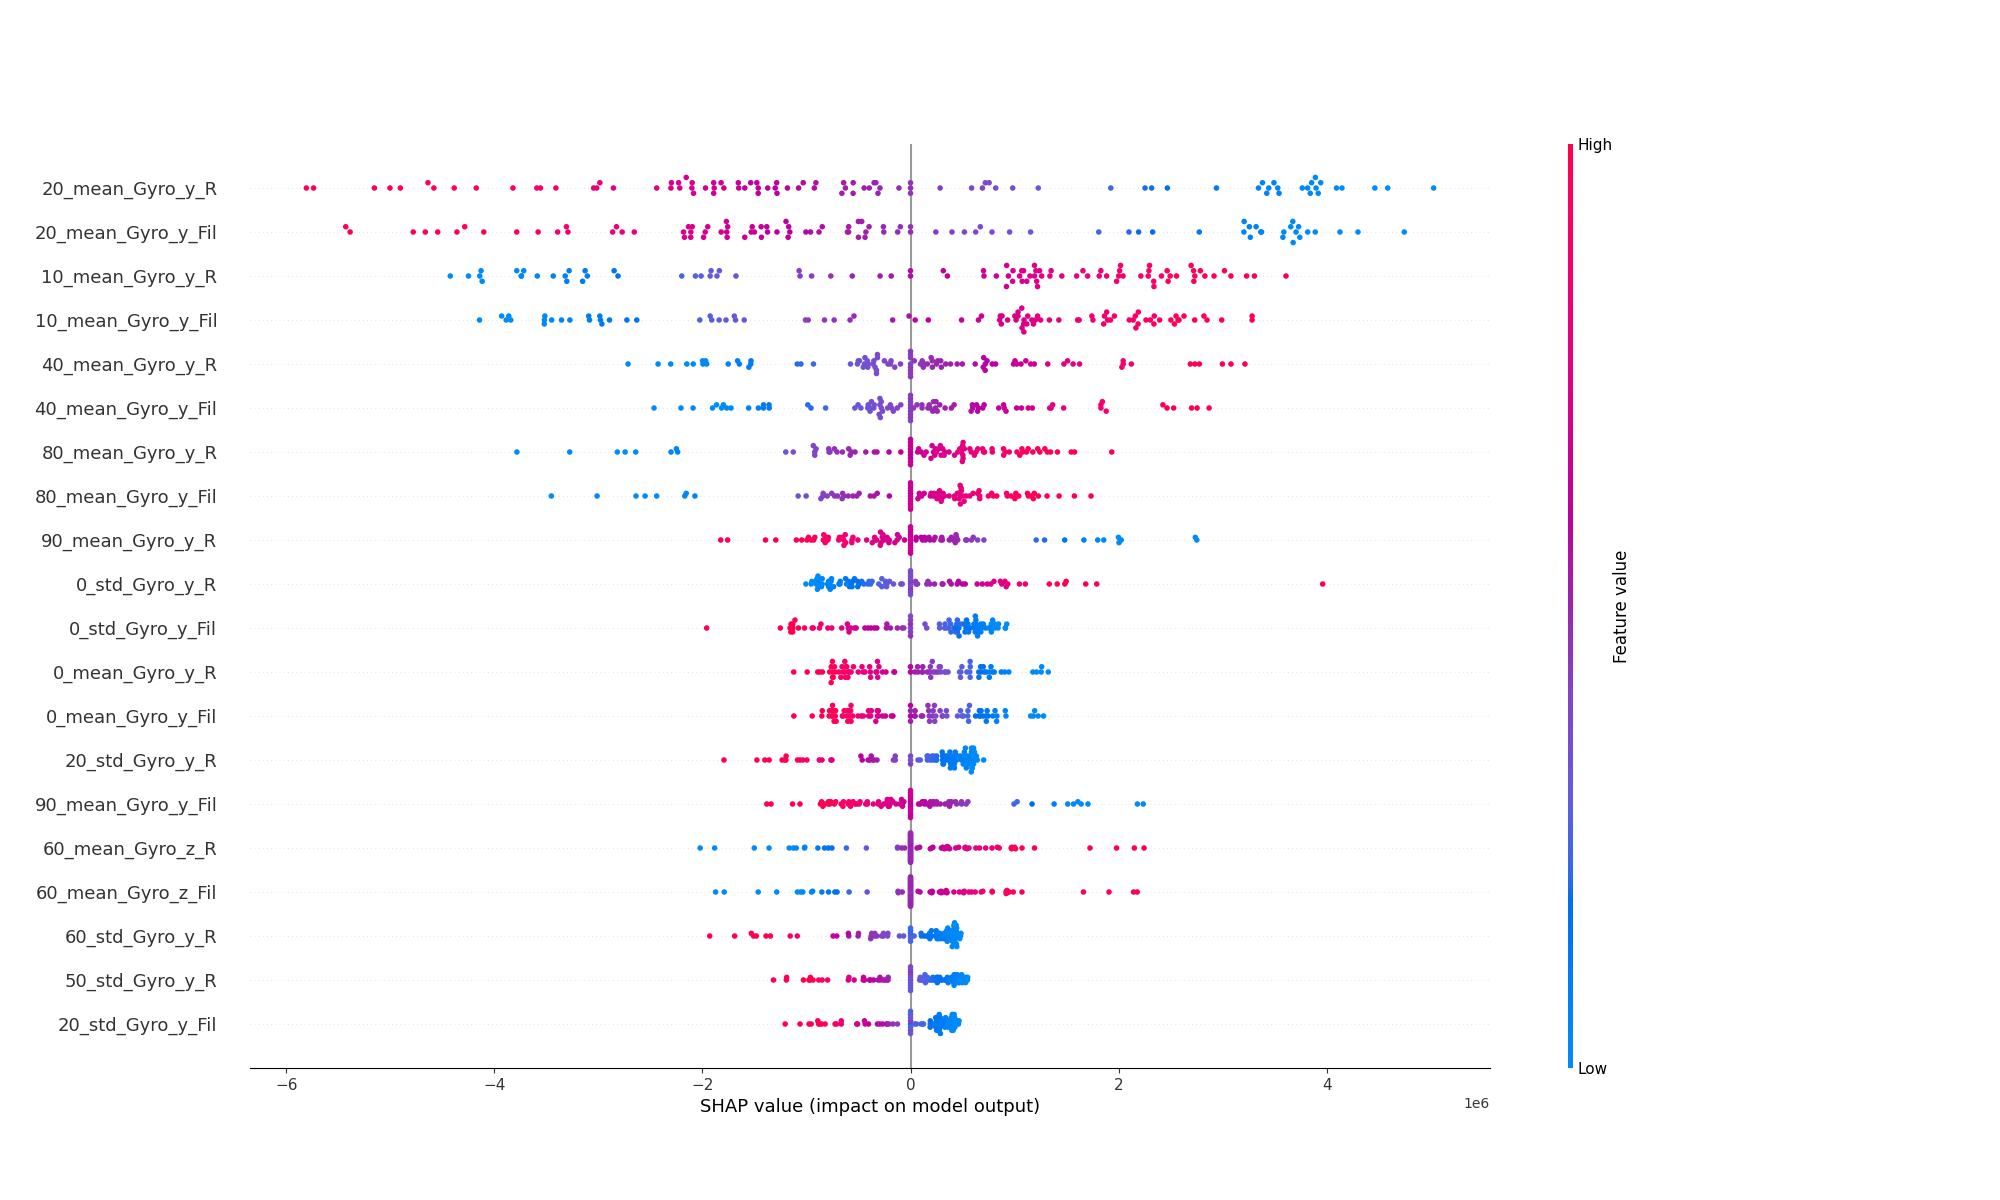 High
20_mean_Gyro_y_R
20_mean_Gyro_y_Fil
10_mean_Gyro_y_R
10_mean_Gyro_y_Fil
40_mean_Gyro_y_R
40_mean_Gyro_y_Fil
80_mean_Gyro_y_R
80_mean_Gyro_y_Fil
90_mean_Gyro_y_R
0_std_Gyro_y_R
0_std_Gyro_y_Fil
0_mean_Gyro_y_R
0_mean_Gyro_y_Fil
20_std_Gyro_y_R
90_mean_Gyro_y_Fil
60_mean_Gyro_z_R
60_mean_Gyro_z_Fil
60_std_Gyro_y_R
50_std_Gyro_y_R
20_std_Gyro_y_Fil
Feature value
Low
−6 −4 −2 0 2 4
SHAP value (impact on model output)
1e6